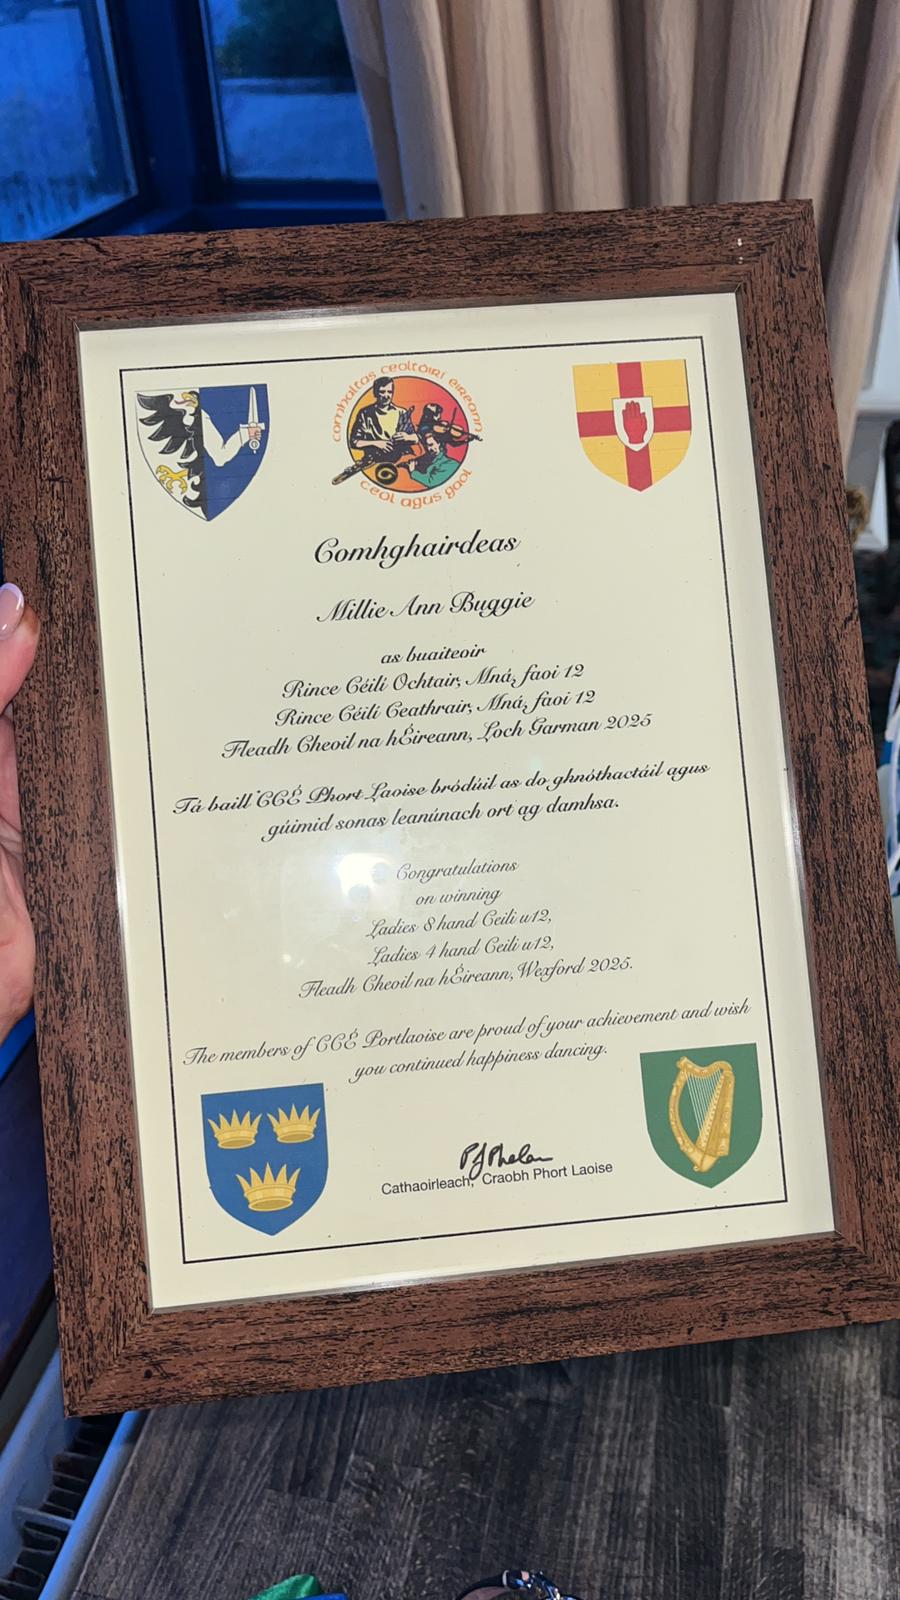 comhaltas ceoltóirí éireann
ceol agus gaol
Comhghairdeas
Millie Ann Buggie
as buaiteoir
Rince Céilí Ochtair, Mná, faoi 12
Rince Céilí Ceathrair, Mná, faoi 12
Fleadh Cheoil na hÉireann, Loch Garman 2025
Tá baill CCÉ Phort Laoise bródúil as do ghnóthactáil agus
gúimid sonas leanúnach ort ag damhsa.
Congratulations
on winning
Ladies 8 hand Ceili u12,
Ladies 4 hand Ceili u12,
Fleadh Cheoil na hÉireann, Wexford 2025.
The members of CCÉ Portlaoise are proud of your achievement and wish
you continued happiness dancing.
PJ Phelan
Cathaoirleach, Craobh Phort Laoise